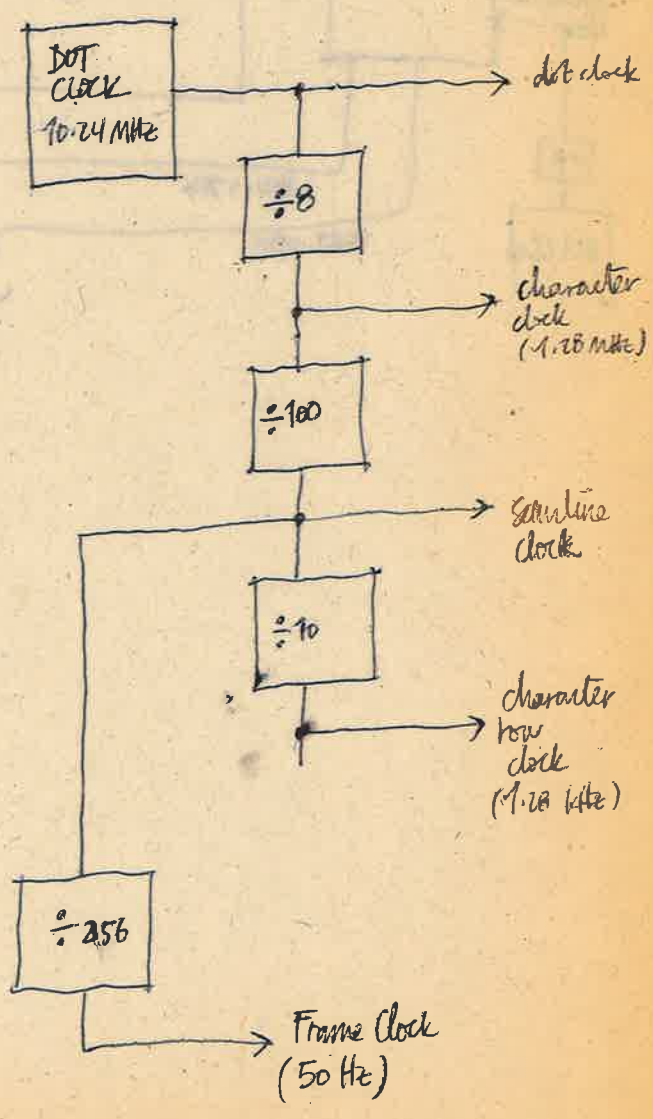 DOT
CLOCK
10.24 MHz
dot clock
÷8
character
clock
(1.28 MHz)
÷100
scanline
clock
÷10
character
row
clock
(1.28 kHz)
÷256
Frame Clock
(50 Hz)